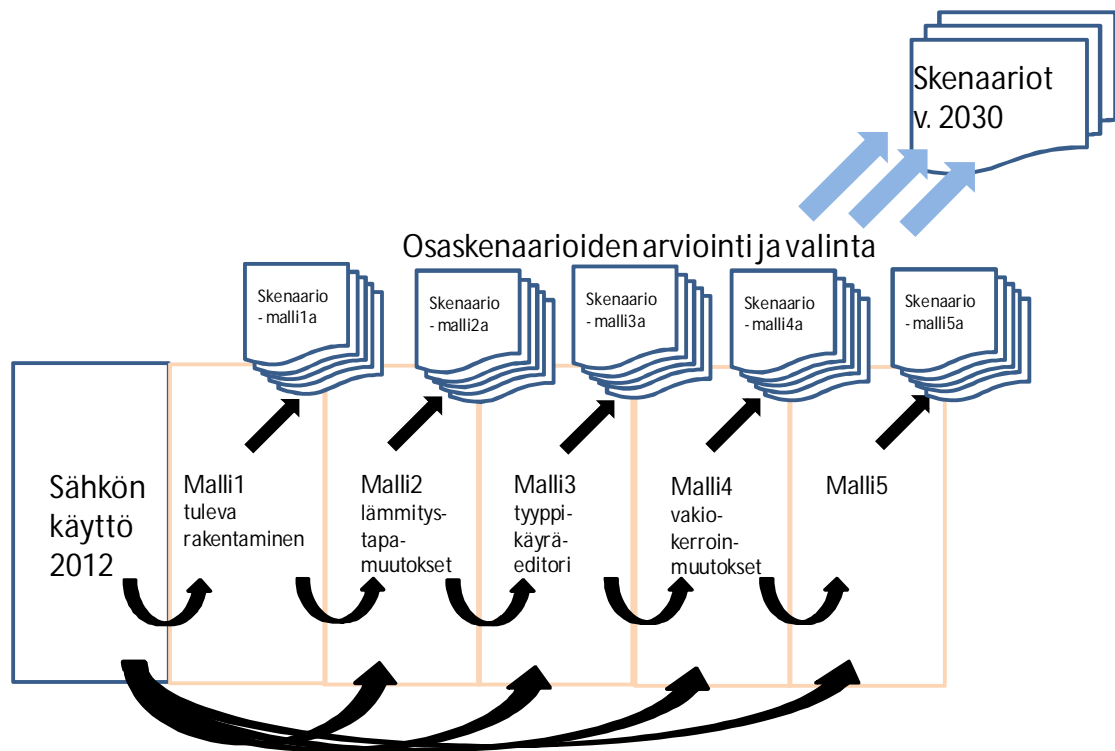 Skenaariot
v. 2030
Osaskenaarioiden arviointi ja valinta
Skenaario
- malli1a
Skenaario
- malli2a
Skenaario
- malli3a
Skenaario
- malli4a
Skenaario
- malli5a
Sähkön
käyttö
2012
Malli1
tuleva
rakentaminen
Malli2
lämmitys-
tapa-
muutokset
Malli3
tyyppi-
käyrä-
editori
Malli4
vakio-
kerroin-
muutokset
Malli5